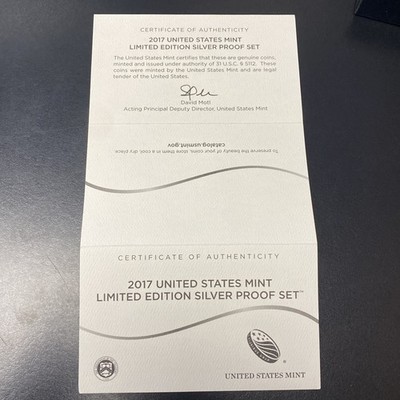 CERTIFICATE OF AUTHENTICITY
2017 UNITED STATES MINT
LIMITED EDITION SILVER PROOF SET
The United States Mint certifies that these are genuine coins,
minted and issued under authority of 31 U.S.C. § 5112. These
coins were minted by the United States Mint and are legal
tender of the United States.
David Motl
Acting Principal Deputy Director, United States Mint
To preserve the beauty of your coins, store them in a cool, dry place.
catalog.usmint.gov
CERTIFICATE OF AUTHENTICITY
2017 UNITED STATES MINT
LIMITED EDITION SILVER PROOF SET™
UNITED STATES MINT